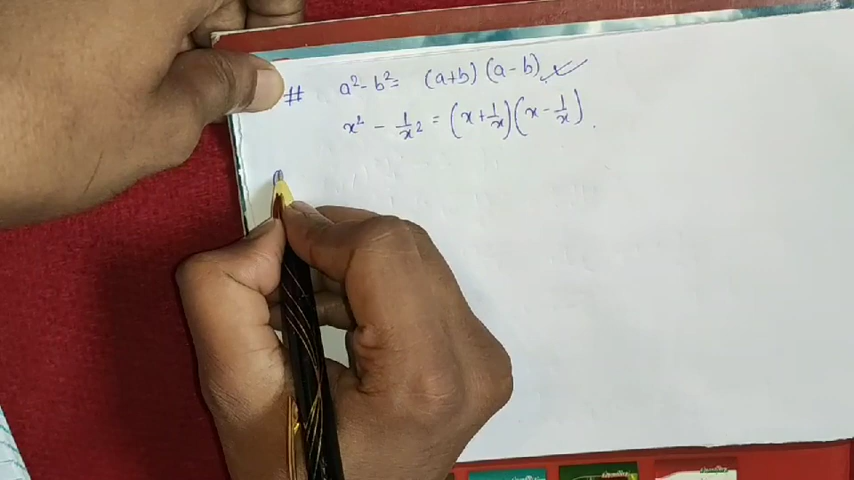 # a² - b² = (a+b) (a-b) ✓
x² - 1/x² = (x + 1/x)(x - 1/x).